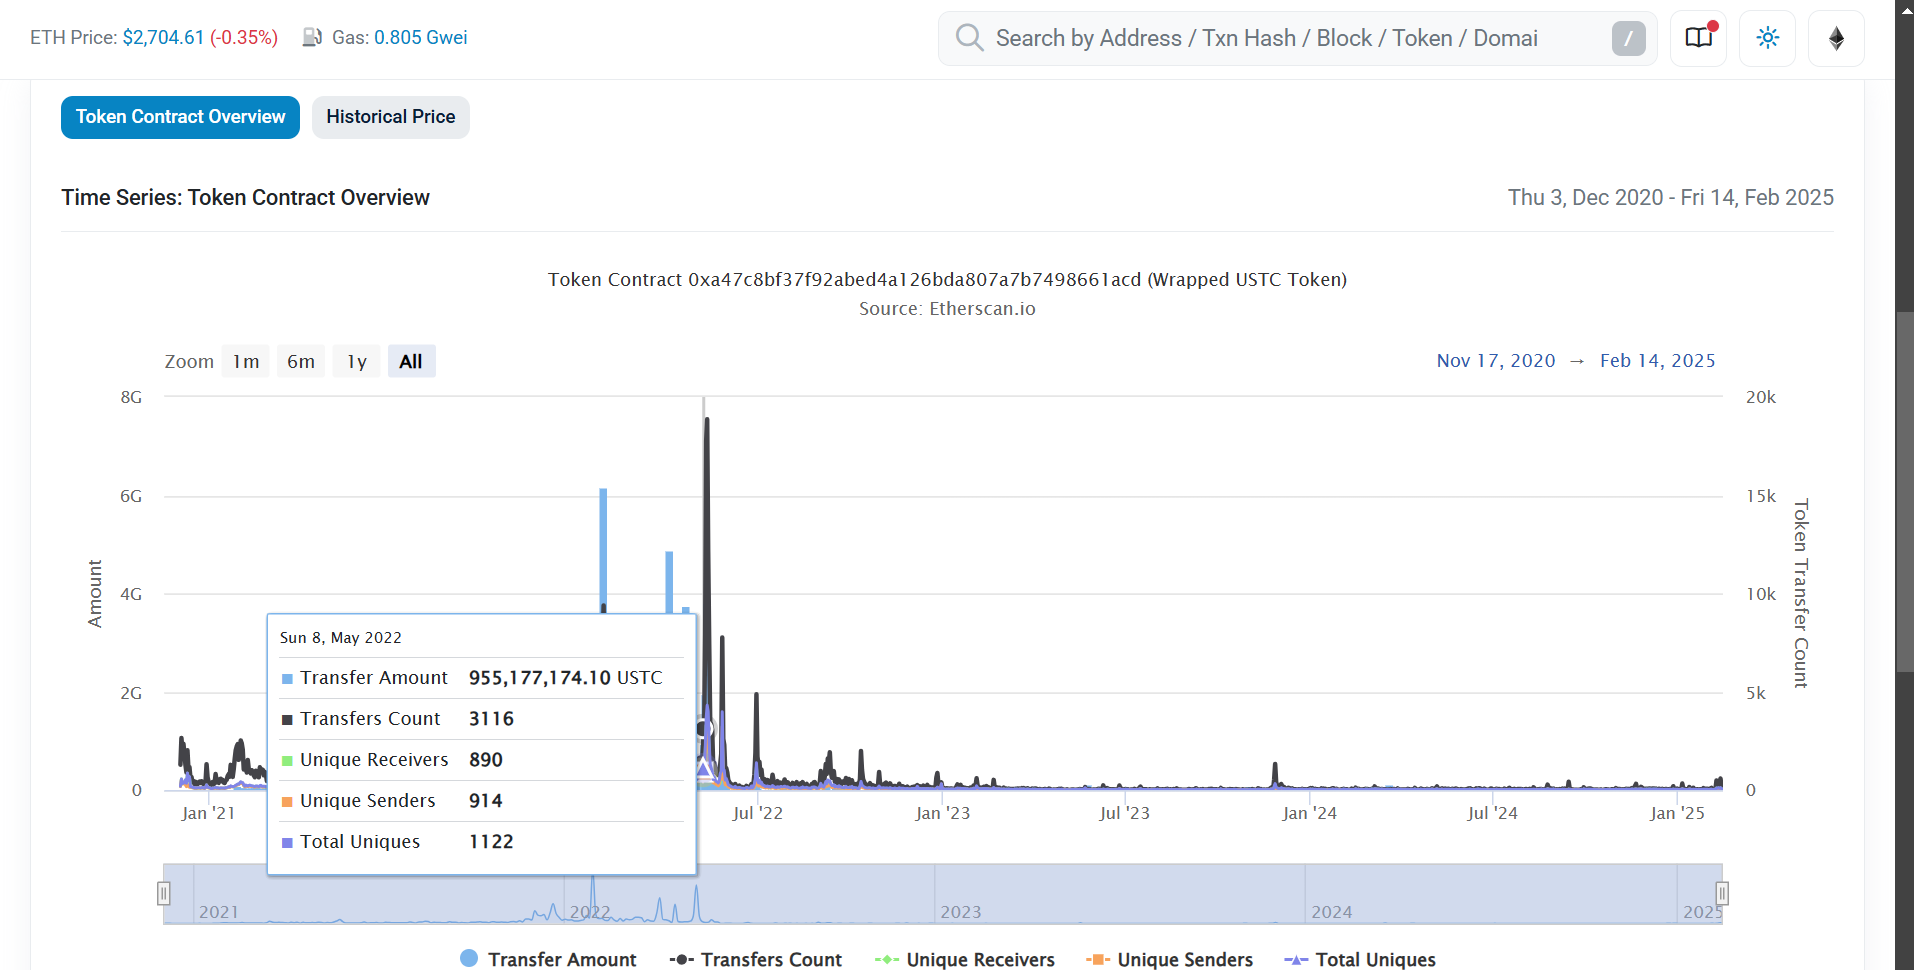 ETH Price: $2,704.61 (-0.35%) Gas: 0.805 Gwei
Search by Address / Txn Hash / Block / Token / Domai /
Token Contract Overview Historical Price
Time Series: Token Contract Overview Thu 3, Dec 2020 - Fri 14, Feb 2025
Token Contract 0xa47c8bf37f92abed4a126bda807a7b7498661acd (Wrapped USTC Token)
Source: Etherscan.io
Zoom 1m 6m 1y All Nov 17, 2020 → Feb 14, 2025
8G 20k
6G 15k
4G 10k
2G 5k
0 0
Amount
Token Transfer Count
Sun 8, May 2022
Transfer Amount 955,177,174.10 USTC
Transfers Count 3116
Unique Receivers 890
Unique Senders 914
Total Uniques 1122
Jan '21 Jul '22 Jan '23 Jul '23 Jan '24 Jul '24 Jan '25
2021 2022 2023 2024 2025
Transfer Amount Transfers Count Unique Receivers Unique Senders Total Uniques